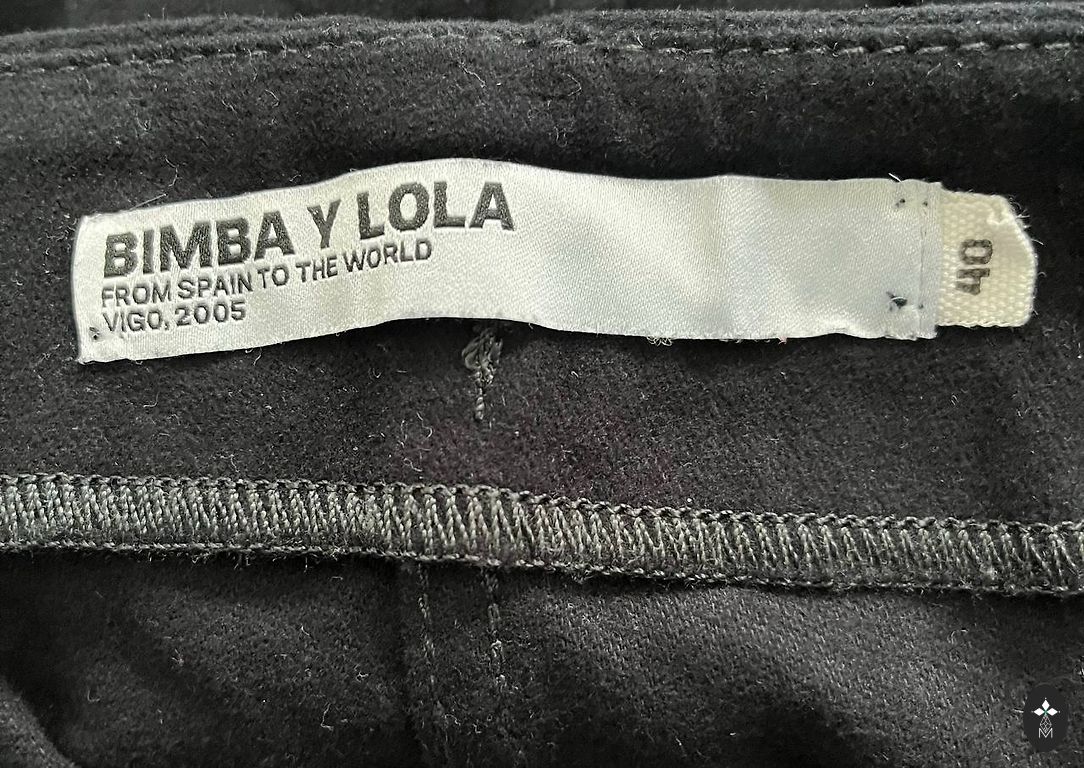 BIMBA Y LOLA
FROM SPAIN TO THE WORLD
VIGO, 2005
40
M